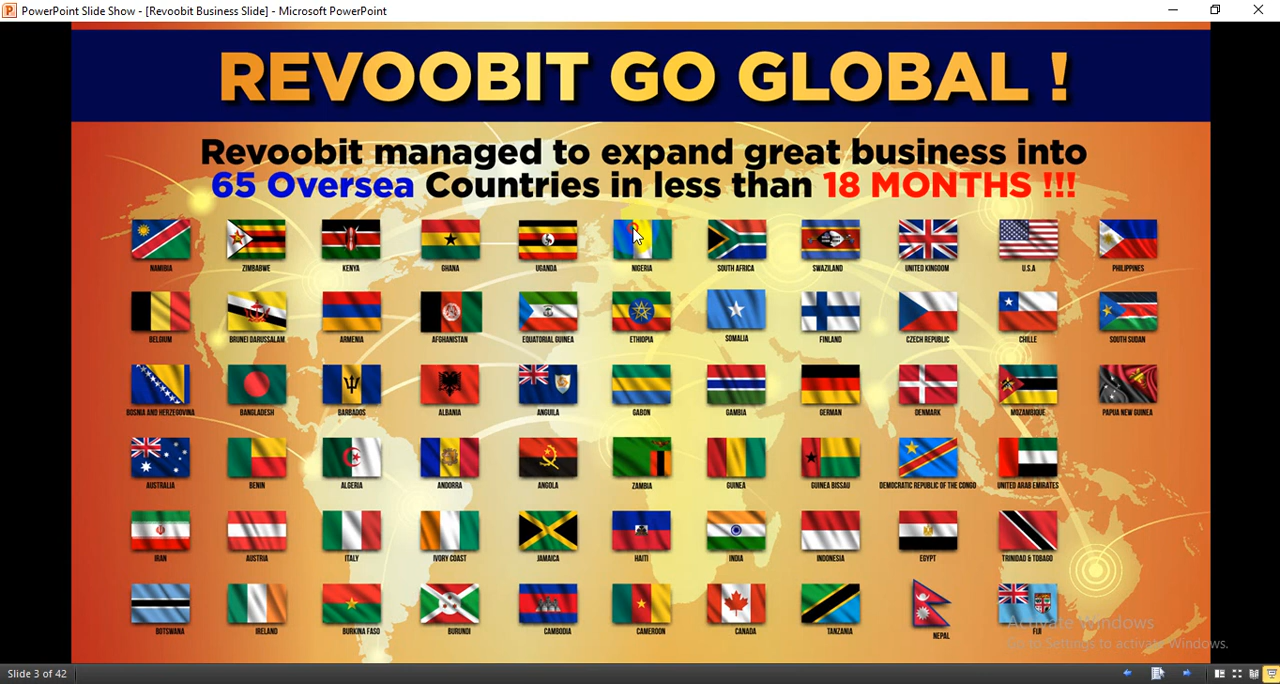 PowerPoint Slide Show - [Revoobit Business Slide] - Microsoft PowerPoint
REVOOBIT GO GLOBAL !
Revoobit managed to expand great business into
65 Oversea Countries in less than 18 MONTHS !!!
NAMIBIA ZIMBABWE KENYA GHANA UGANDA NIGERIA SOUTH AFRICA SWAZILAND UNITED KINGDOM U.S.A PHILIPPINES
BELGIUM BRUNEI DARUSSALAM ARMENIA AFGHANISTAN EQUATORIAL GUINEA ETHIOPIA SOMALIA FINLAND CZECH REPUBLIC CHILLE SOUTH SUDAN
BOSNIA AND HERZEGOVINA BANGLADESH BARBADOS ALBANIA ANGUILA GABON GAMBIA GERMAN DENMARK MOZAMBIQUE PAPUA NEW GUINEA
AUSTRALIA BENIN ALGERIA ANDORRA ANGOLA ZAMBIA GUINEA GUINEA BISSAU DEMOCRATIC REPUBLIC OF THE CONGO UNITED ARAB EMIRATES
IRAN AUSTRIA ITALY IVORY COAST JAMAICA HAITI INDIA INDONESIA EGYPT TRINIDAD & TOBAGO
BOTSWANA IRELAND BURKINA FASO BURUNDI CAMBODIA CAMEROON CANADA TANZANIA NEPAL FIJI
Activate Windows
Go to Settings to activate Windows.
Slide 3 of 42